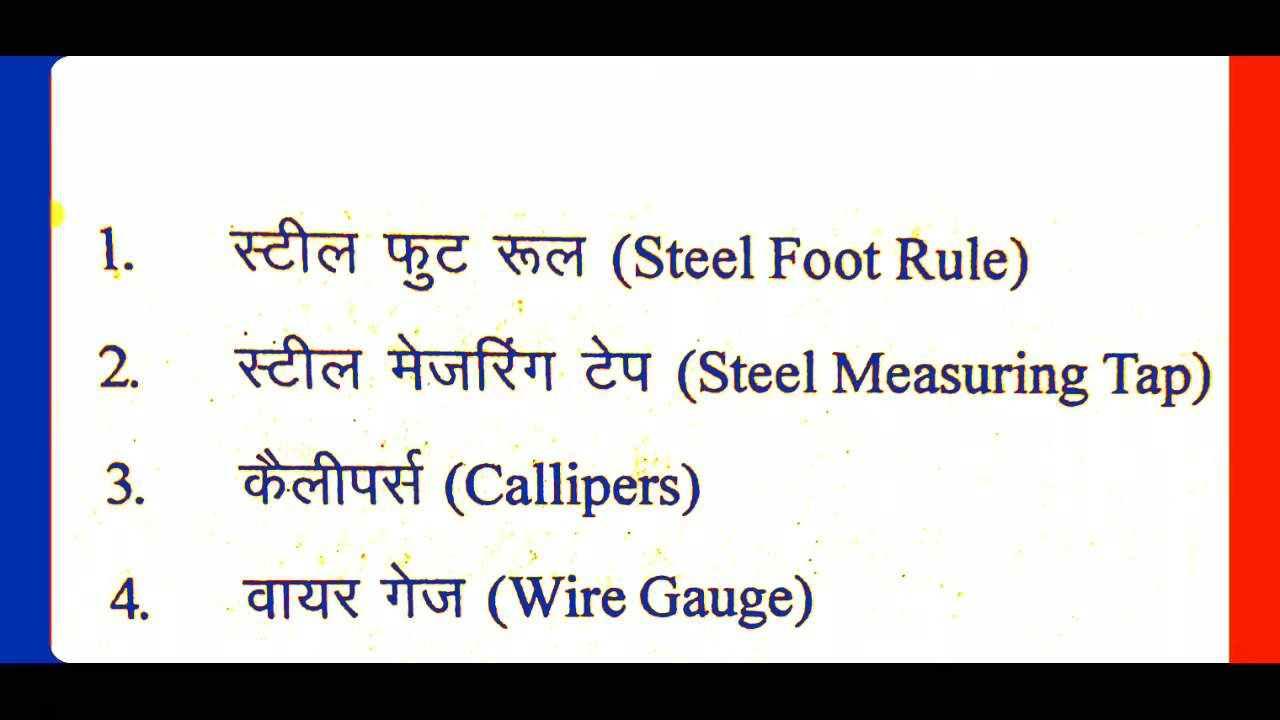 1. स्टील फुट रूल (Steel Foot Rule)
2. स्टील मेजरिंग टेप (Steel Measuring Tap)
3. कैलीपर्स (Callipers)
4. वायर गेज (Wire Gauge)